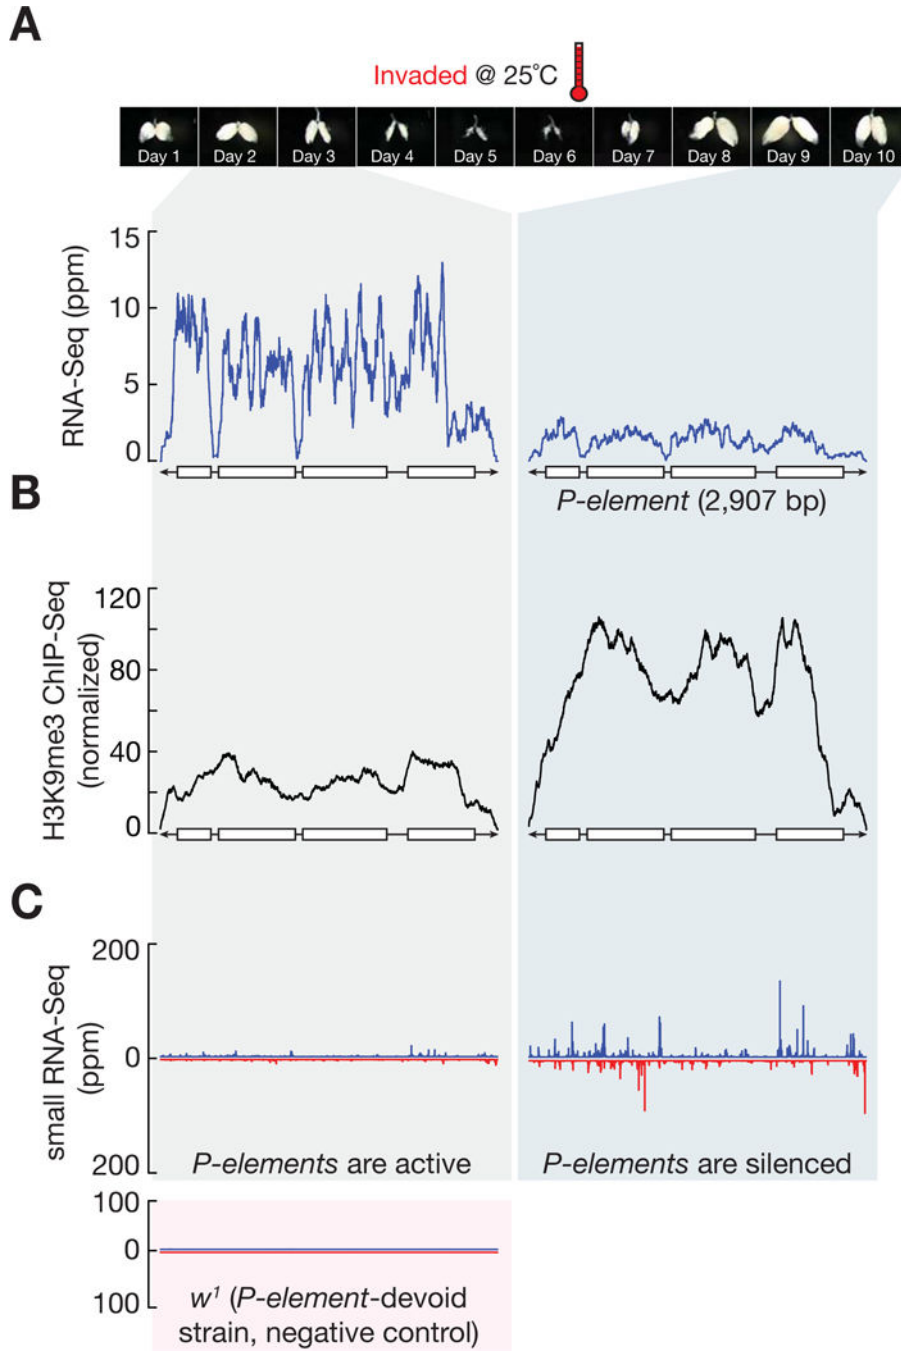 A
Invaded @ 25°C
Day 1 Day 2 Day 3 Day 4 Day 5 Day 6 Day 7 Day 8 Day 9 Day 10
RNA-Seq (ppm)
15
10
5
0
P-element (2,907 bp)
B
H3K9me3 ChIP-Seq
(normalized)
120
80
40
0
C
small RNA-Seq
(ppm)
200
0
200
P-elements are active
P-elements are silenced
100
0
100
w¹ (P-element-devoid
strain, negative control)